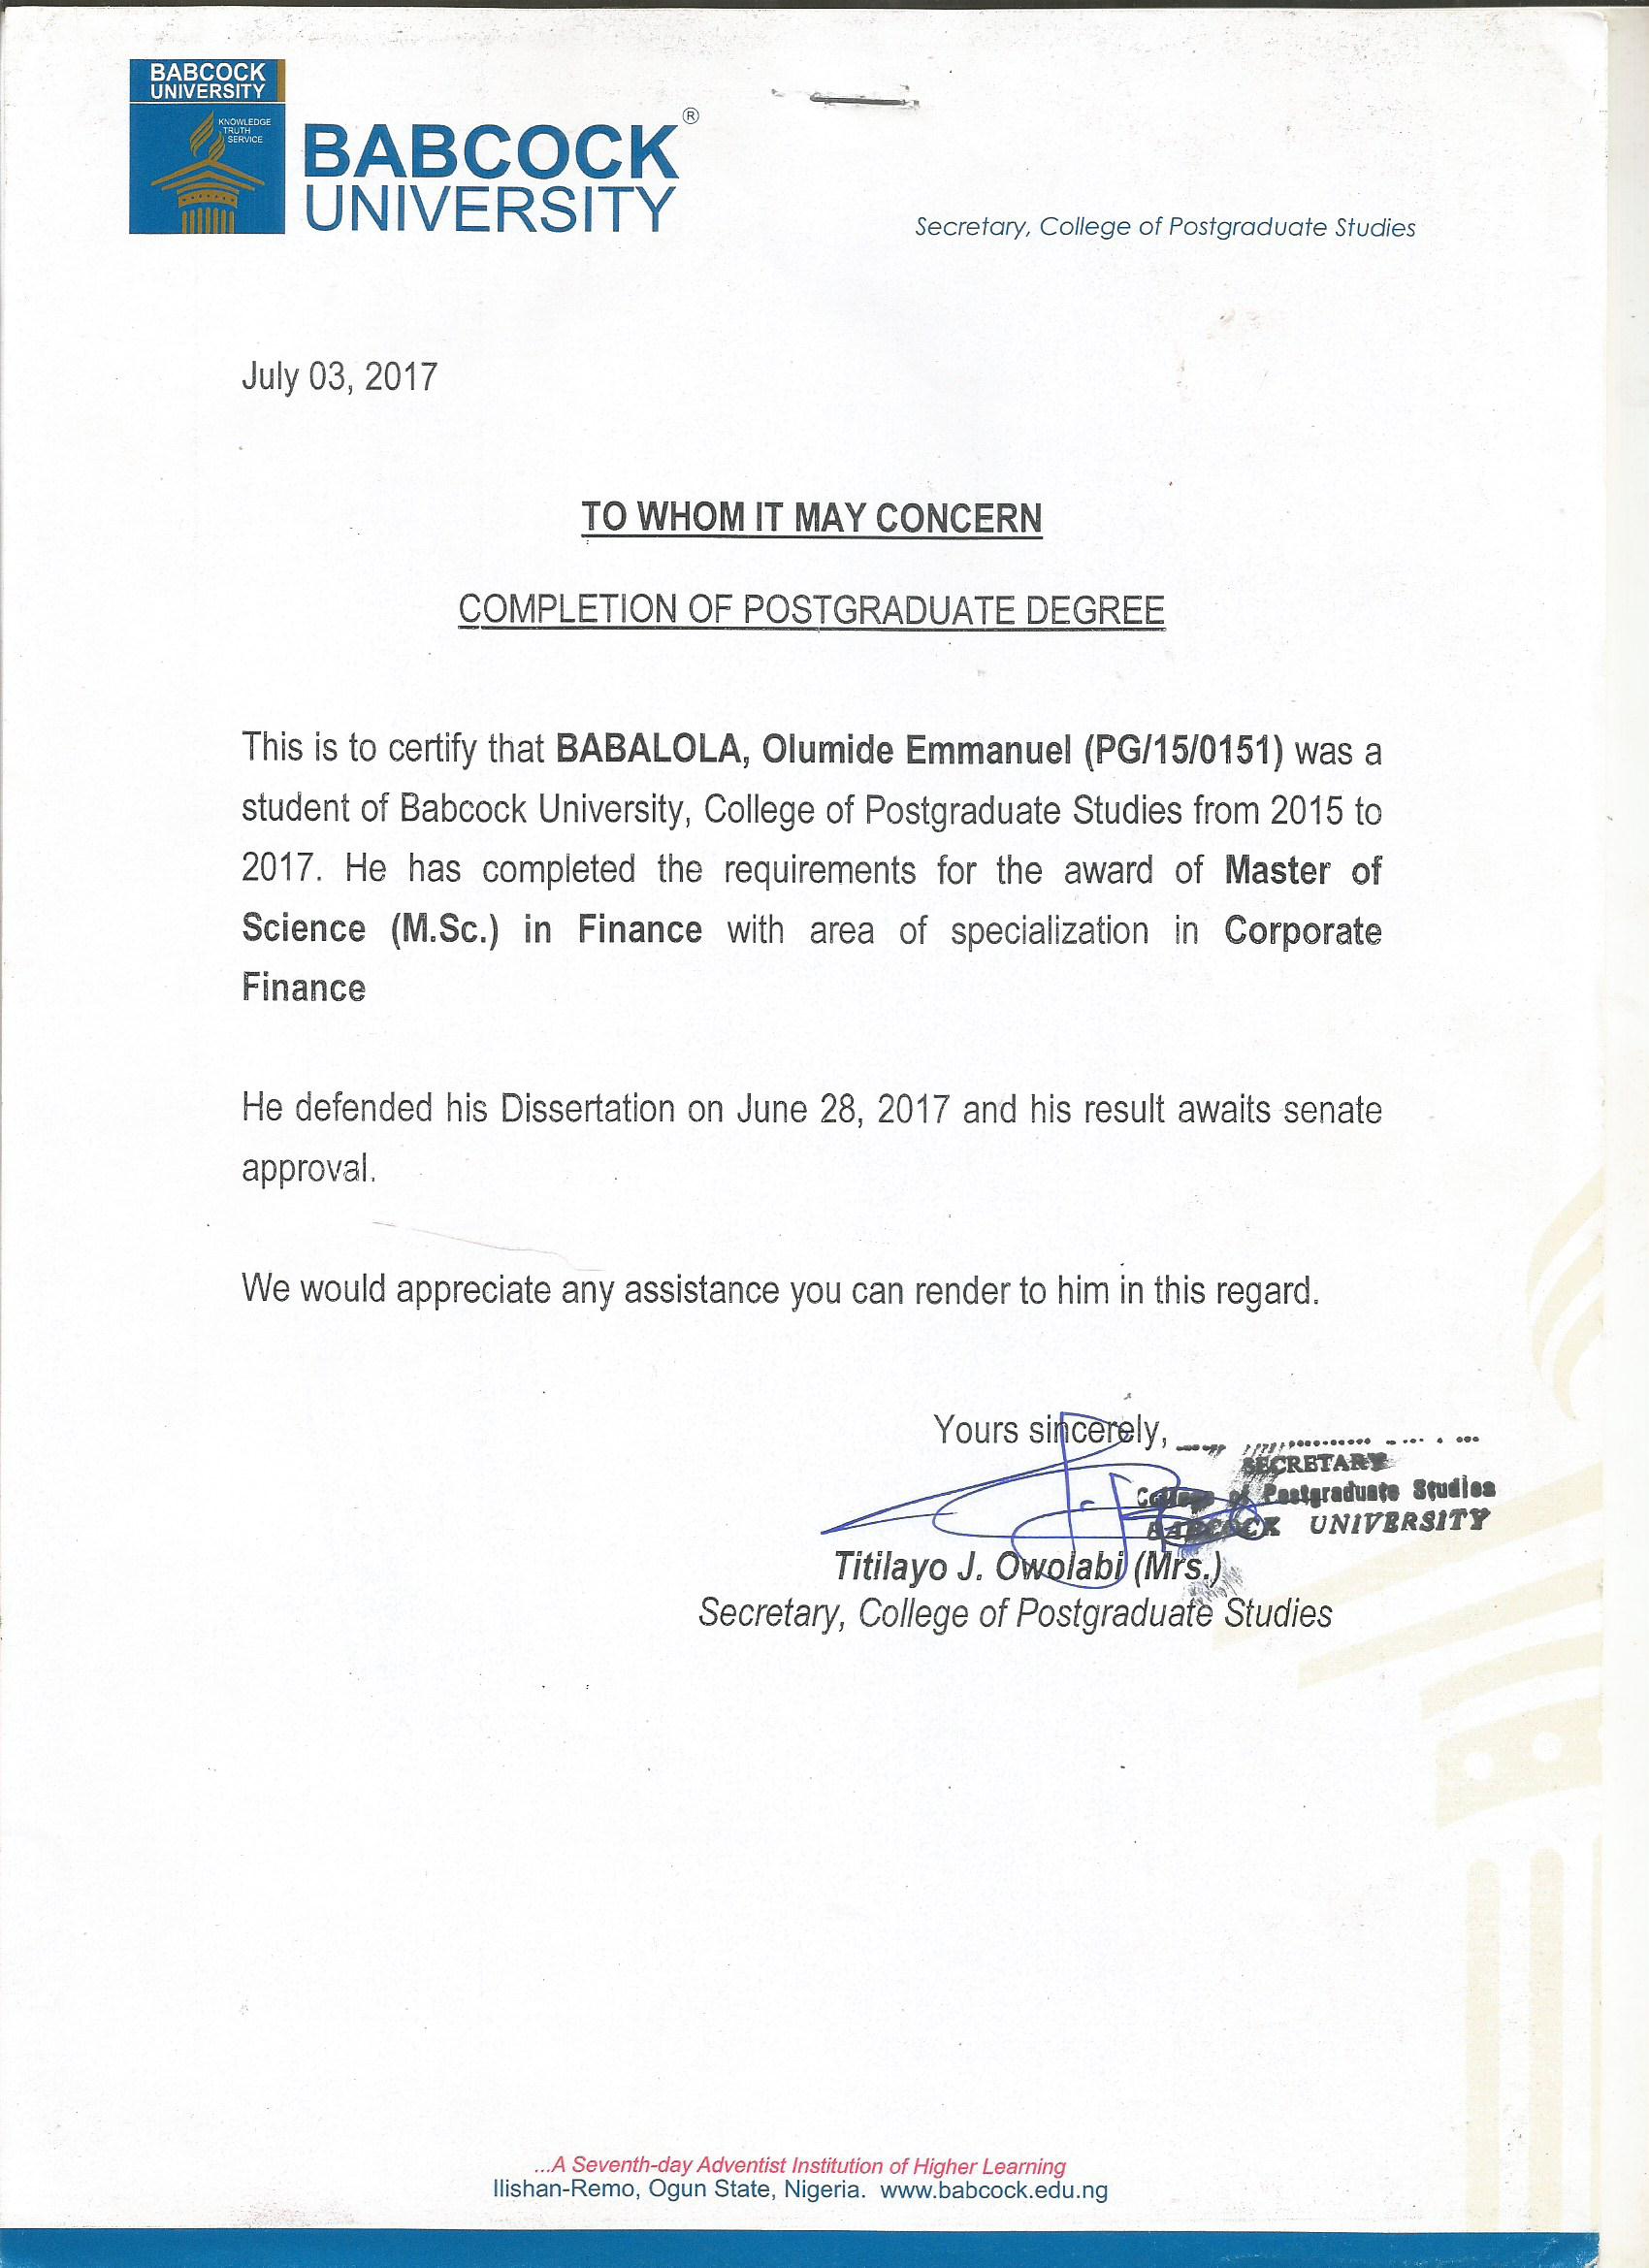 BABCOCK
UNIVERSITY
KNOWLEDGE
TRUTH
SERVICE
BABCOCK®
UNIVERSITY
Secretary, College of Postgraduate Studies
July 03, 2017
TO WHOM IT MAY CONCERN
COMPLETION OF POSTGRADUATE DEGREE
This is to certify that BABALOLA, Olumide Emmanuel (PG/15/0151) was a
student of Babcock University, College of Postgraduate Studies from 2015 to
2017. He has completed the requirements for the award of Master of
Science (M.Sc.) in Finance with area of specialization in Corporate
Finance
He defended his Dissertation on June 28, 2017 and his result awaits senate
approval.
We would appreciate any assistance you can render to him in this regard.
Yours sincerely,
SECRETARY
College of Postgraduate Studies
BABCOCK UNIVERSITY
Titilayo J. Owolabi (Mrs.)
Secretary, College of Postgraduate Studies
...A Seventh-day Adventist Institution of Higher Learning
Ilishan-Remo, Ogun State, Nigeria. www.babcock.edu.ng